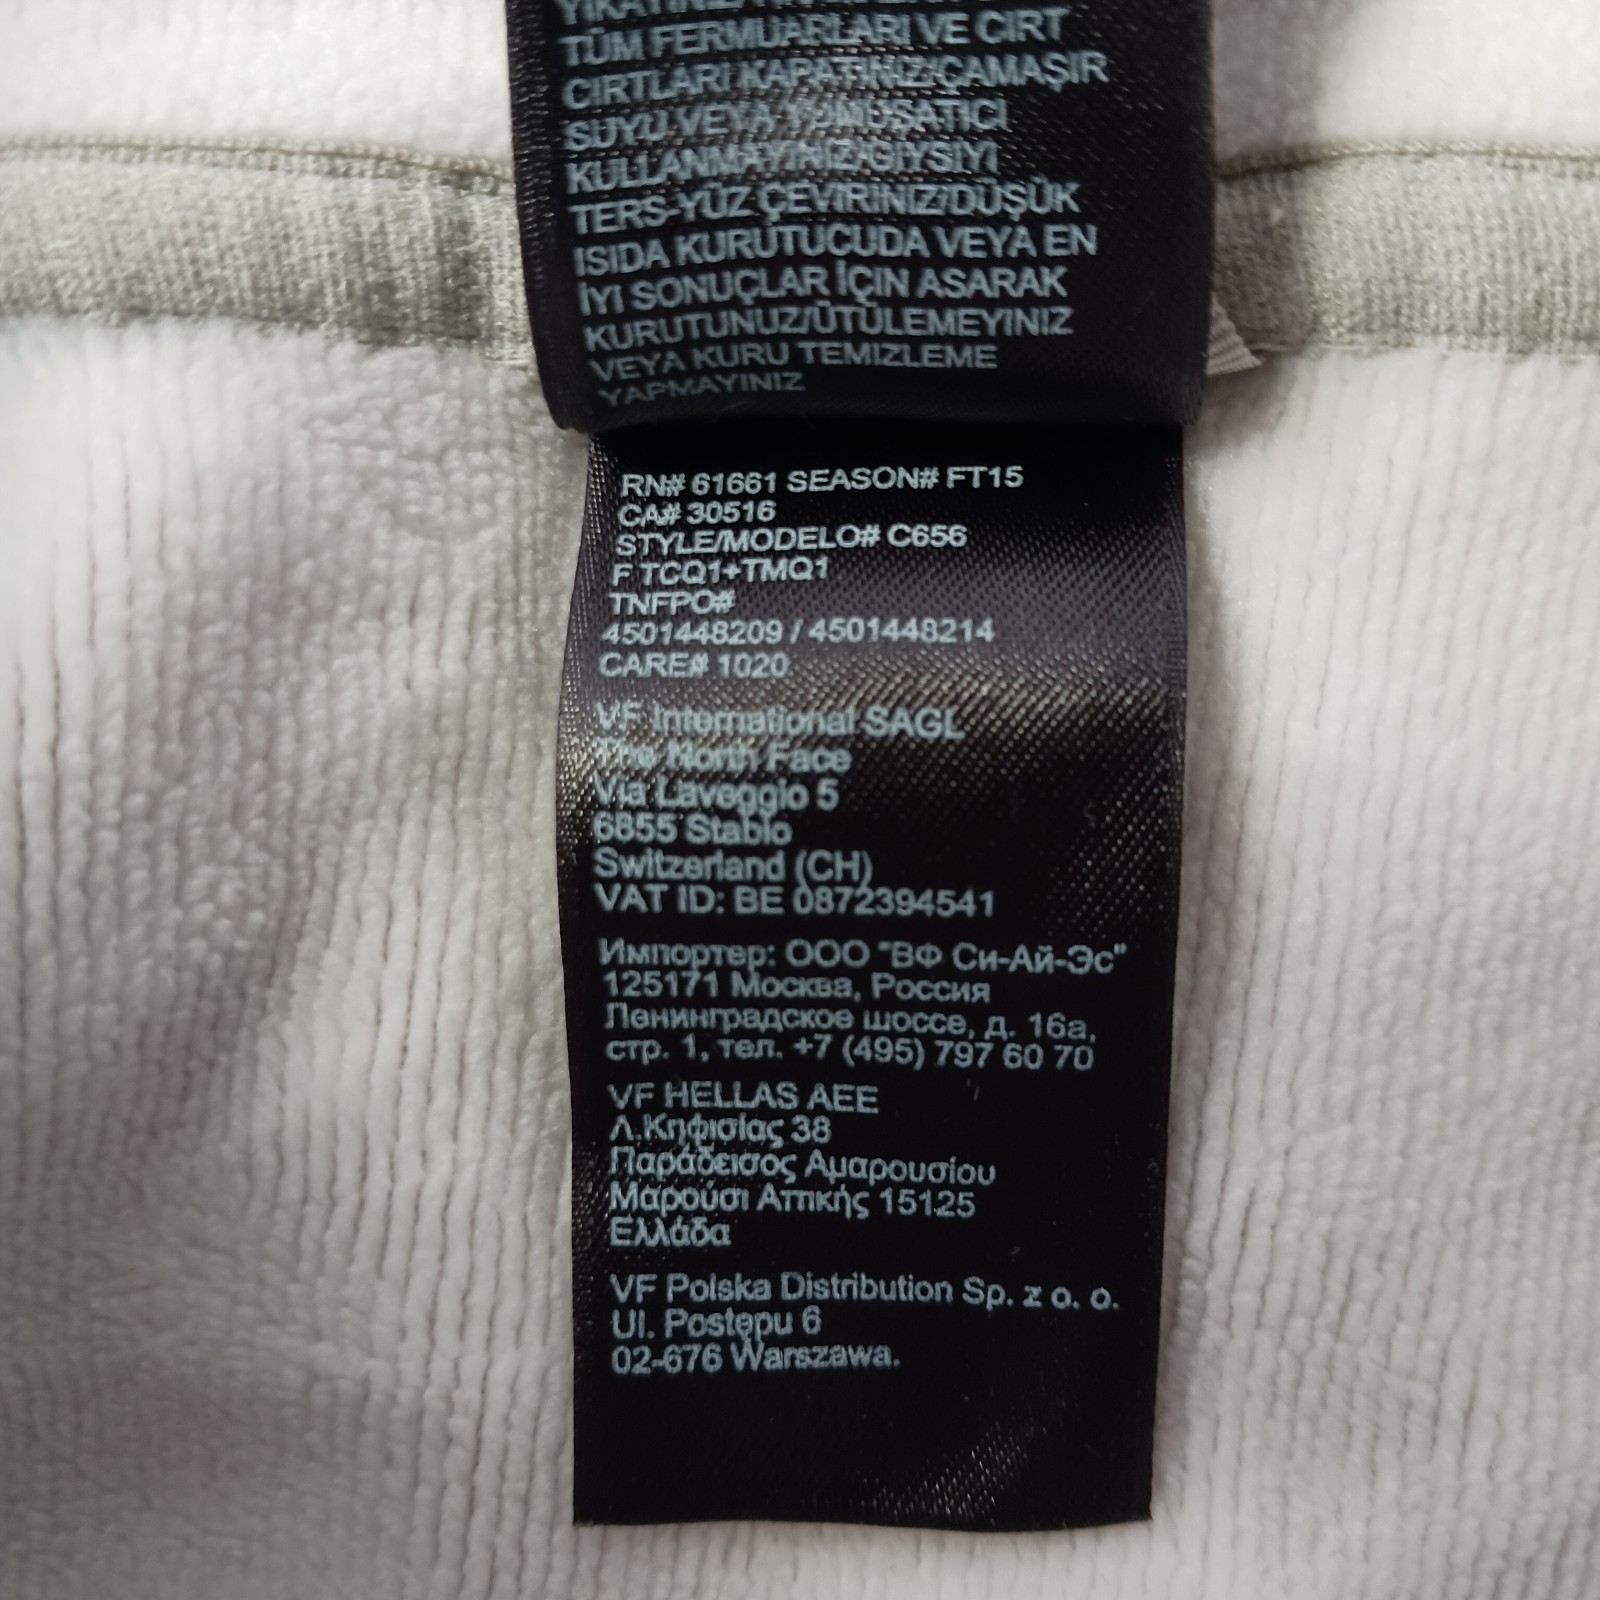 TÜM FERMUARLARI VE CIRT
CIRTLARI KAPATINIZ/ÇAMAŞIR
SUYU VEYA YUMUŞATICI
KULLANMAYINIZ/GIYSIYI
TERS-YÜZ ÇEVIRINIZ/DÜŞÜK
ISIDA KURUTUCUDA VEYA EN
İYI SONUÇLAR İÇIN ASARAK
KURUTUNUZ/ÜTÜLEMEYINIZ
VEYA KURU TEMIZLEME
YAPMAYINIZ
RN# 61661 SEASON# FT15
CA# 30516
STYLE/MODELO# C656
F TCQ1+TMQ1
TNFPO#
4501448209 / 4501448214
CARE# 1020
VF International SAGL
The North Face
Via Laveggio 5
6855 Stabio
Switzerland (CH)
VAT ID: BE 0872394541
Импортер: ООО "ВФ Си-Ай-Эс"
125171 Москва, Россия
Ленинградское шоссе, д. 16а,
стр. 1, тел. +7 (495) 797 60 70
VF HELLAS AEE
Λ.Κηφισίας 38
Παράδεισος Αμαρουσίου
Μαρούσι Αττικής 15125
Ελλάδα
VF Polska Distribution Sp. z o. o.
Ul. Postępu 6
02-676 Warszawa.